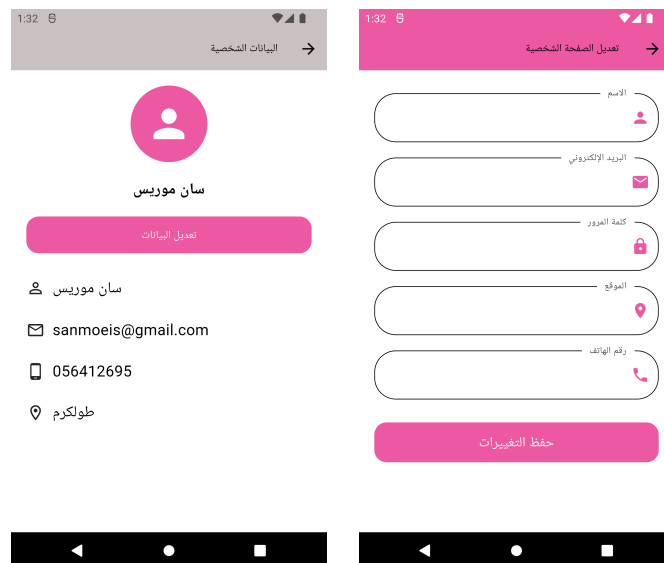 1:32
البيانات الشخصية
سان موريس
تعديل البيانات
سان موريس
sanmoeis@gmail.com
056412695
طولكرم
1:32
تعديل الصفحة الشخصية
الاسم
البريد الإلكتروني
كلمة المرور
الموقع
رقم الهاتف
حفظ التغييرات